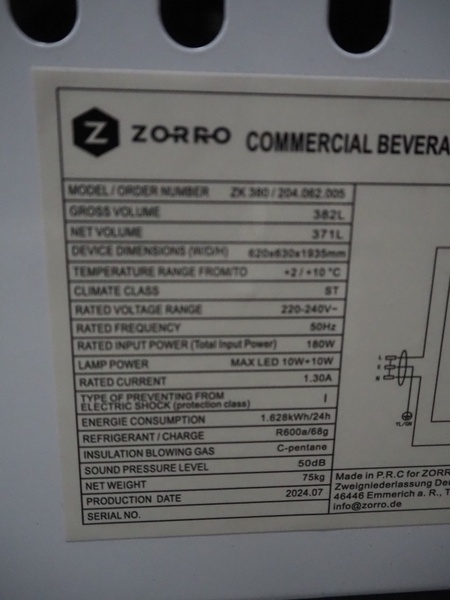 Z ZORRO COMMERCIAL BEVERA
MODEL / ORDER NUMBER ZK 380 / 204.062.005
GROSS VOLUME 382L
NET VOLUME 371L
DEVICE DIMENSIONS (W/D/H) 620x630x1935mm
TEMPERATURE RANGE FROM/TO +2 / +10 °C
CLIMATE CLASS ST
RATED VOLTAGE RANGE 220-240V~
RATED FREQUENCY 50Hz
RATED INPUT POWER (Total Input Power) 180W
LAMP POWER MAX LED 10W+10W
RATED CURRENT 1.30A
TYPE OF PREVENTING FROM
ELECTRIC SHOCK (protection class) I
ENERGIE CONSUMPTION 1.628kWh/24h
REFRIGERANT / CHARGE R600a/68g
INSULATION BLOWING GAS C-pentane
SOUND PRESSURE LEVEL 50dB
NET WEIGHT 75kg
PRODUCTION DATE 2024.07
SERIAL NO.
L
N
YL/GN
Made in P.R.C for ZORR
Zweigniederlassung Deu
46446 Emmerich a. R., T
info@zorro.de